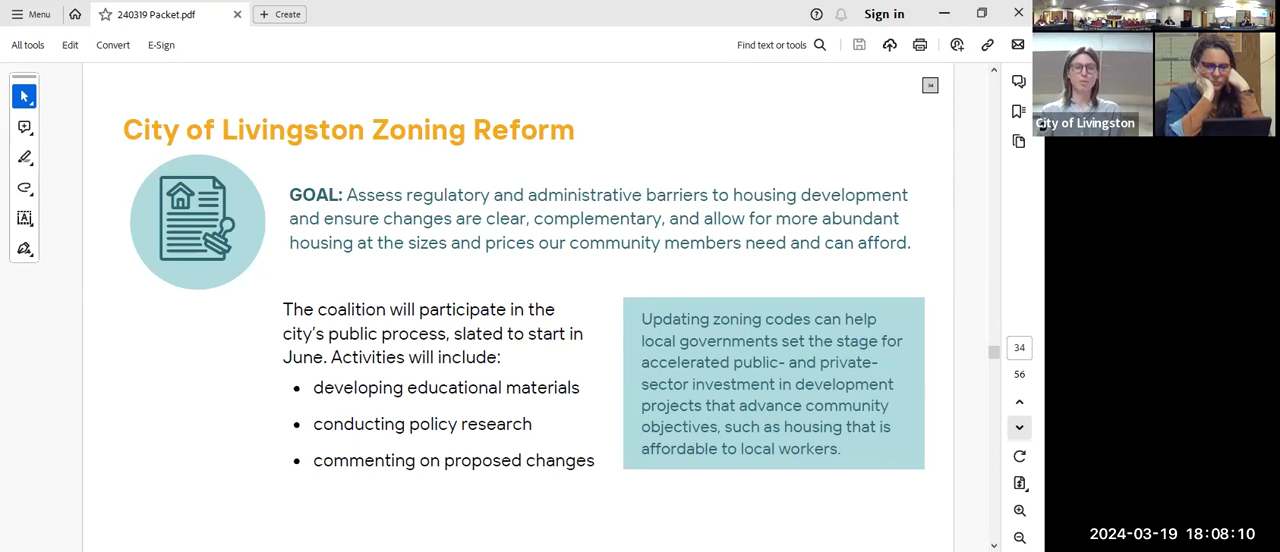 Menu
240319 Packet.pdf
Create
Sign in
All tools
Edit
Convert
E-Sign
Find text or tools
34
City of Livingston Zoning Reform
GOAL: Assess regulatory and administrative barriers to housing development
and ensure changes are clear, complementary, and allow for more abundant
housing at the sizes and prices our community members need and can afford.
The coalition will participate in the
city's public process, slated to start in
June. Activities will include:
• developing educational materials
• conducting policy research
• commenting on proposed changes
Updating zoning codes can help
local governments set the stage for
accelerated public- and private-
sector investment in development
projects that advance community
objectives, such as housing that is
affordable to local workers.
34
56
City of Livingston
2024-03-19 18:08:10